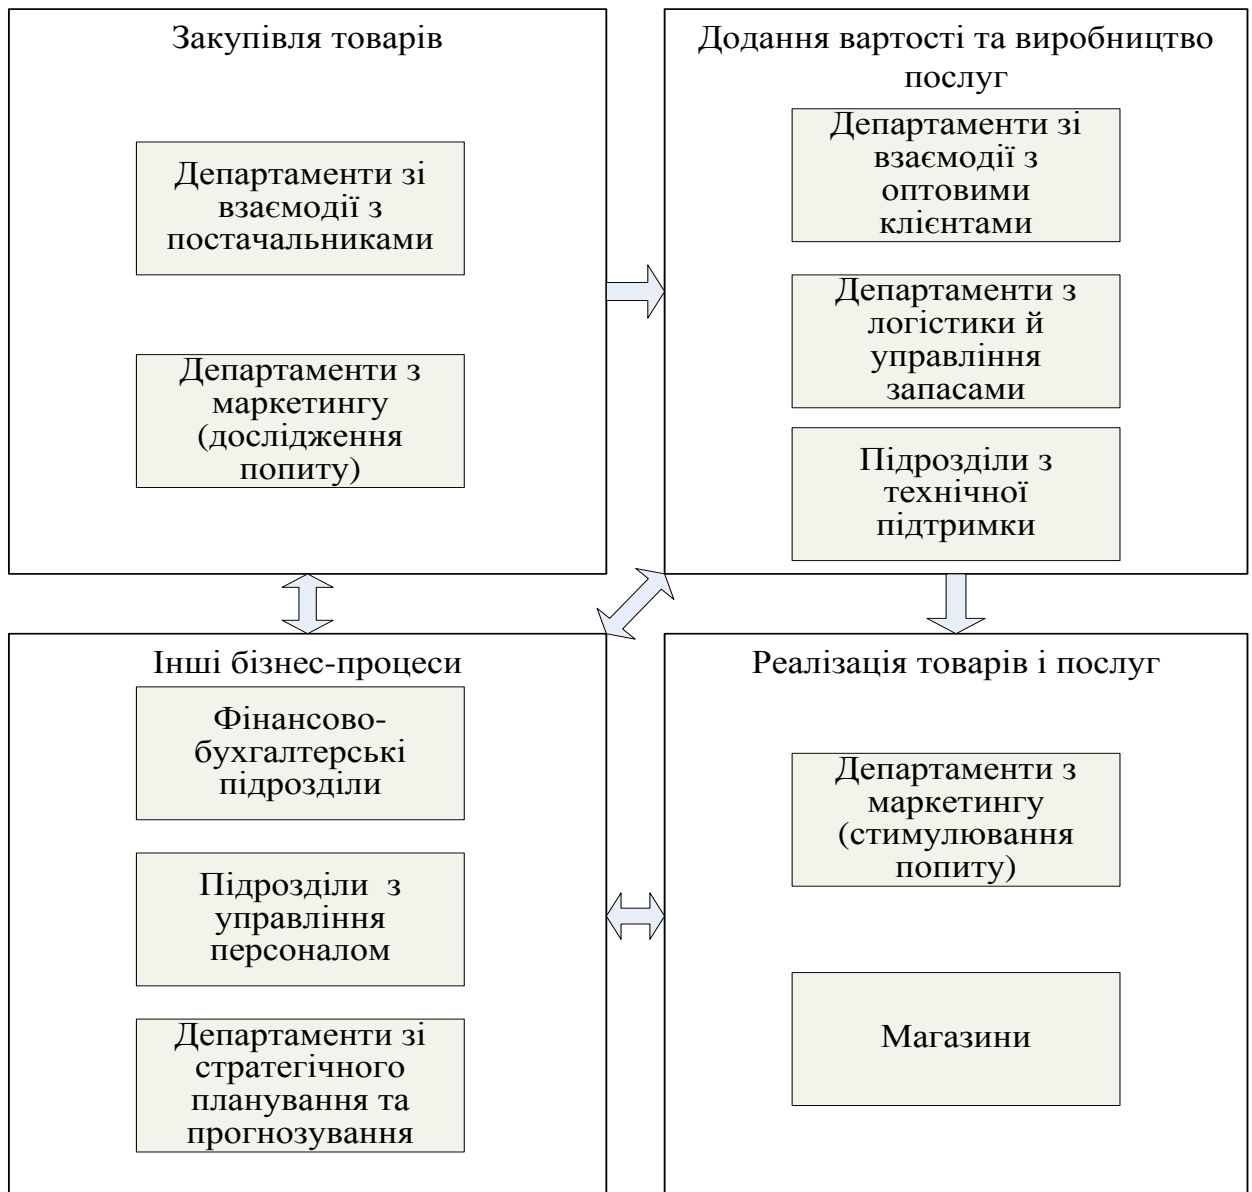 Закупівля товарів
Департаменти зі
взаємодії з
постачальниками
Департаменти з
маркетингу
(дослідження
попиту)
Додання вартості та виробництво
послуг
Департаменти зі
взаємодії з
оптовими
клієнтами
Департаменти з
логістики й
управління
запасами
Підрозділи з
технічної
підтримки
Інші бізнес-процеси
Фінансово-
бухгалтерські
підрозділи
Підрозділи з
управління
персоналом
Департаменти зі
стратегічного
планування та
прогнозування
Реалізація товарів і послуг
Департаменти з
маркетингу
(стимулювання
попиту)
Магазини